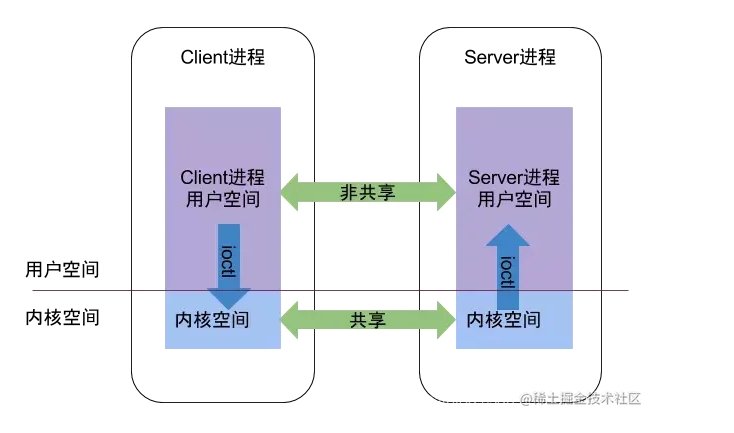 Client进程
Server进程
Client进程
用户空间
非共享
Server进程
用户空间
ioctl
ioctl
用户空间
内核空间
内核空间
共享
内核空间
@稀土掘金技术社区